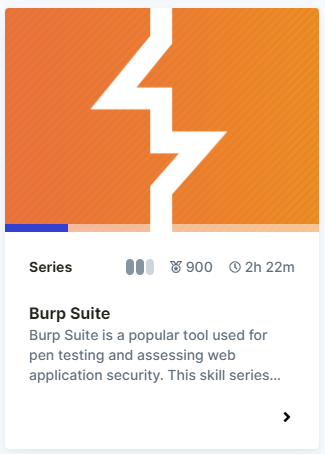 Series 900 2h 22m
Burp Suite
Burp Suite is a popular tool used for
pen testing and assessing web
application security. This skill series...